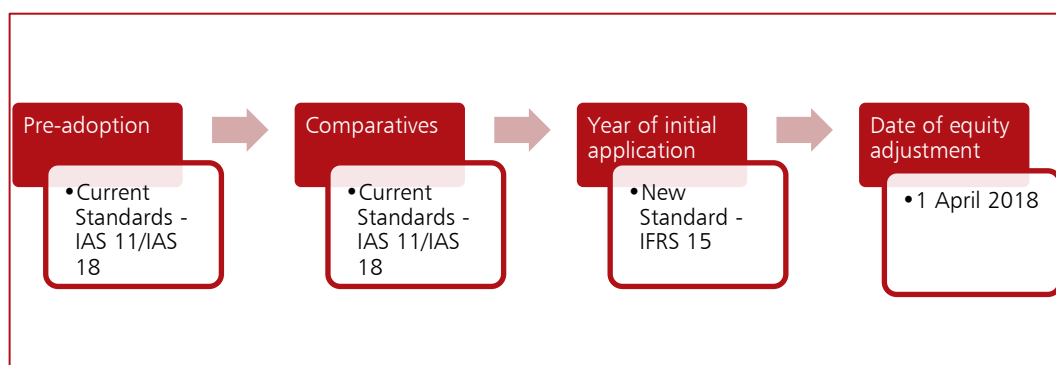 Pre-adoption
•Current
Standards -
IAS 11/IAS
18
Comparatives
•Current
Standards -
IAS 11/IAS
18
Year of initial
application
•New
Standard -
IFRS 15
Date of equity
adjustment
•1 April 2018